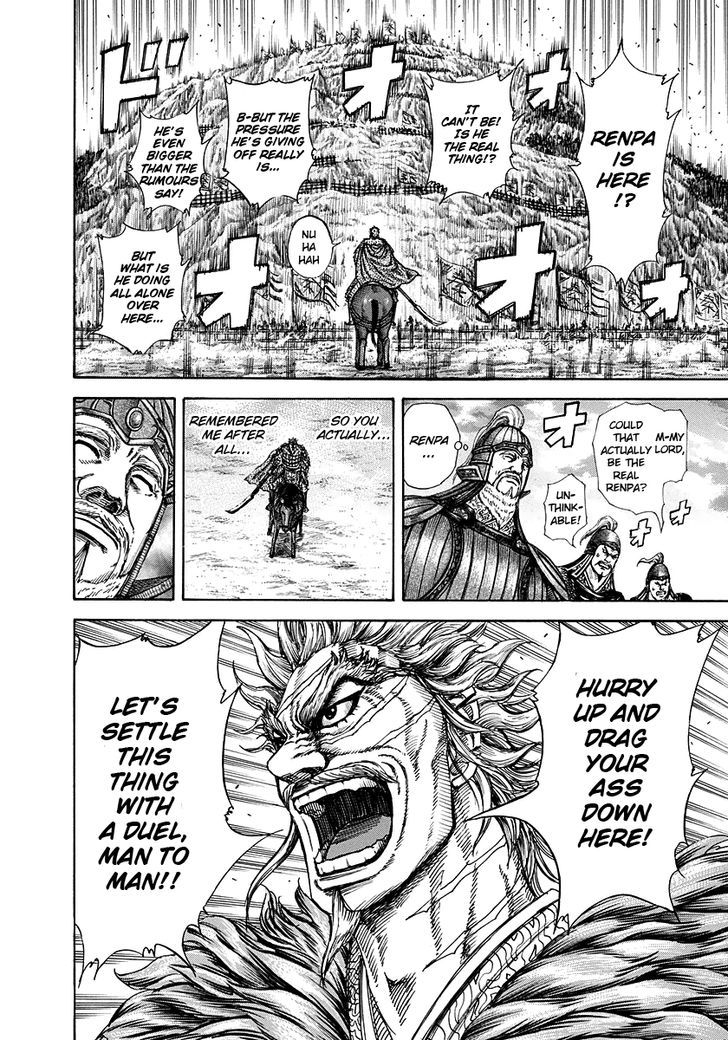 RENPA
IS
HERE
!?
IT
CAN'T BE!
IS HE
THE REAL
THING!?
B-BUT THE
PRESSURE
HE'S GIVING
OFF REALLY
IS...
HE'S
EVEN
BIGGER
THAN THE
RUMOURS
SAY!
ドオオオオオ
NU
HA
HAH
BUT
WHAT IS
HE DOING
ALL ALONE
OVER
HERE...
M-MY
LORD,
COULD
THAT
ACTUALLY
BE THE
REAL
RENPA?
UN-
THINK-
ABLE!
オオオ
RENPA
...
SO YOU
ACTUALLY...
REMEMBERED
ME AFTER
ALL...
HURRY
UP AND
DRAG
YOUR
ASS
DOWN
HERE!
LET'S
SETTLE
THIS
THING
WITH
A DUEL,
MAN TO
MAN!!